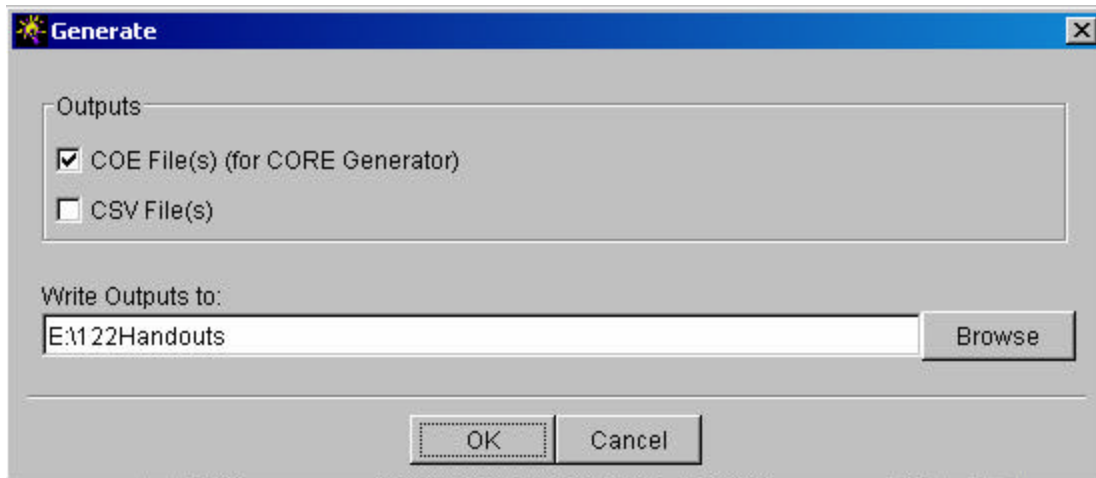 Generate
Outputs
COE File(s) (for CORE Generator)
CSV File(s)
Write Outputs to:
E:\122Handouts
Browse
OK
Cancel